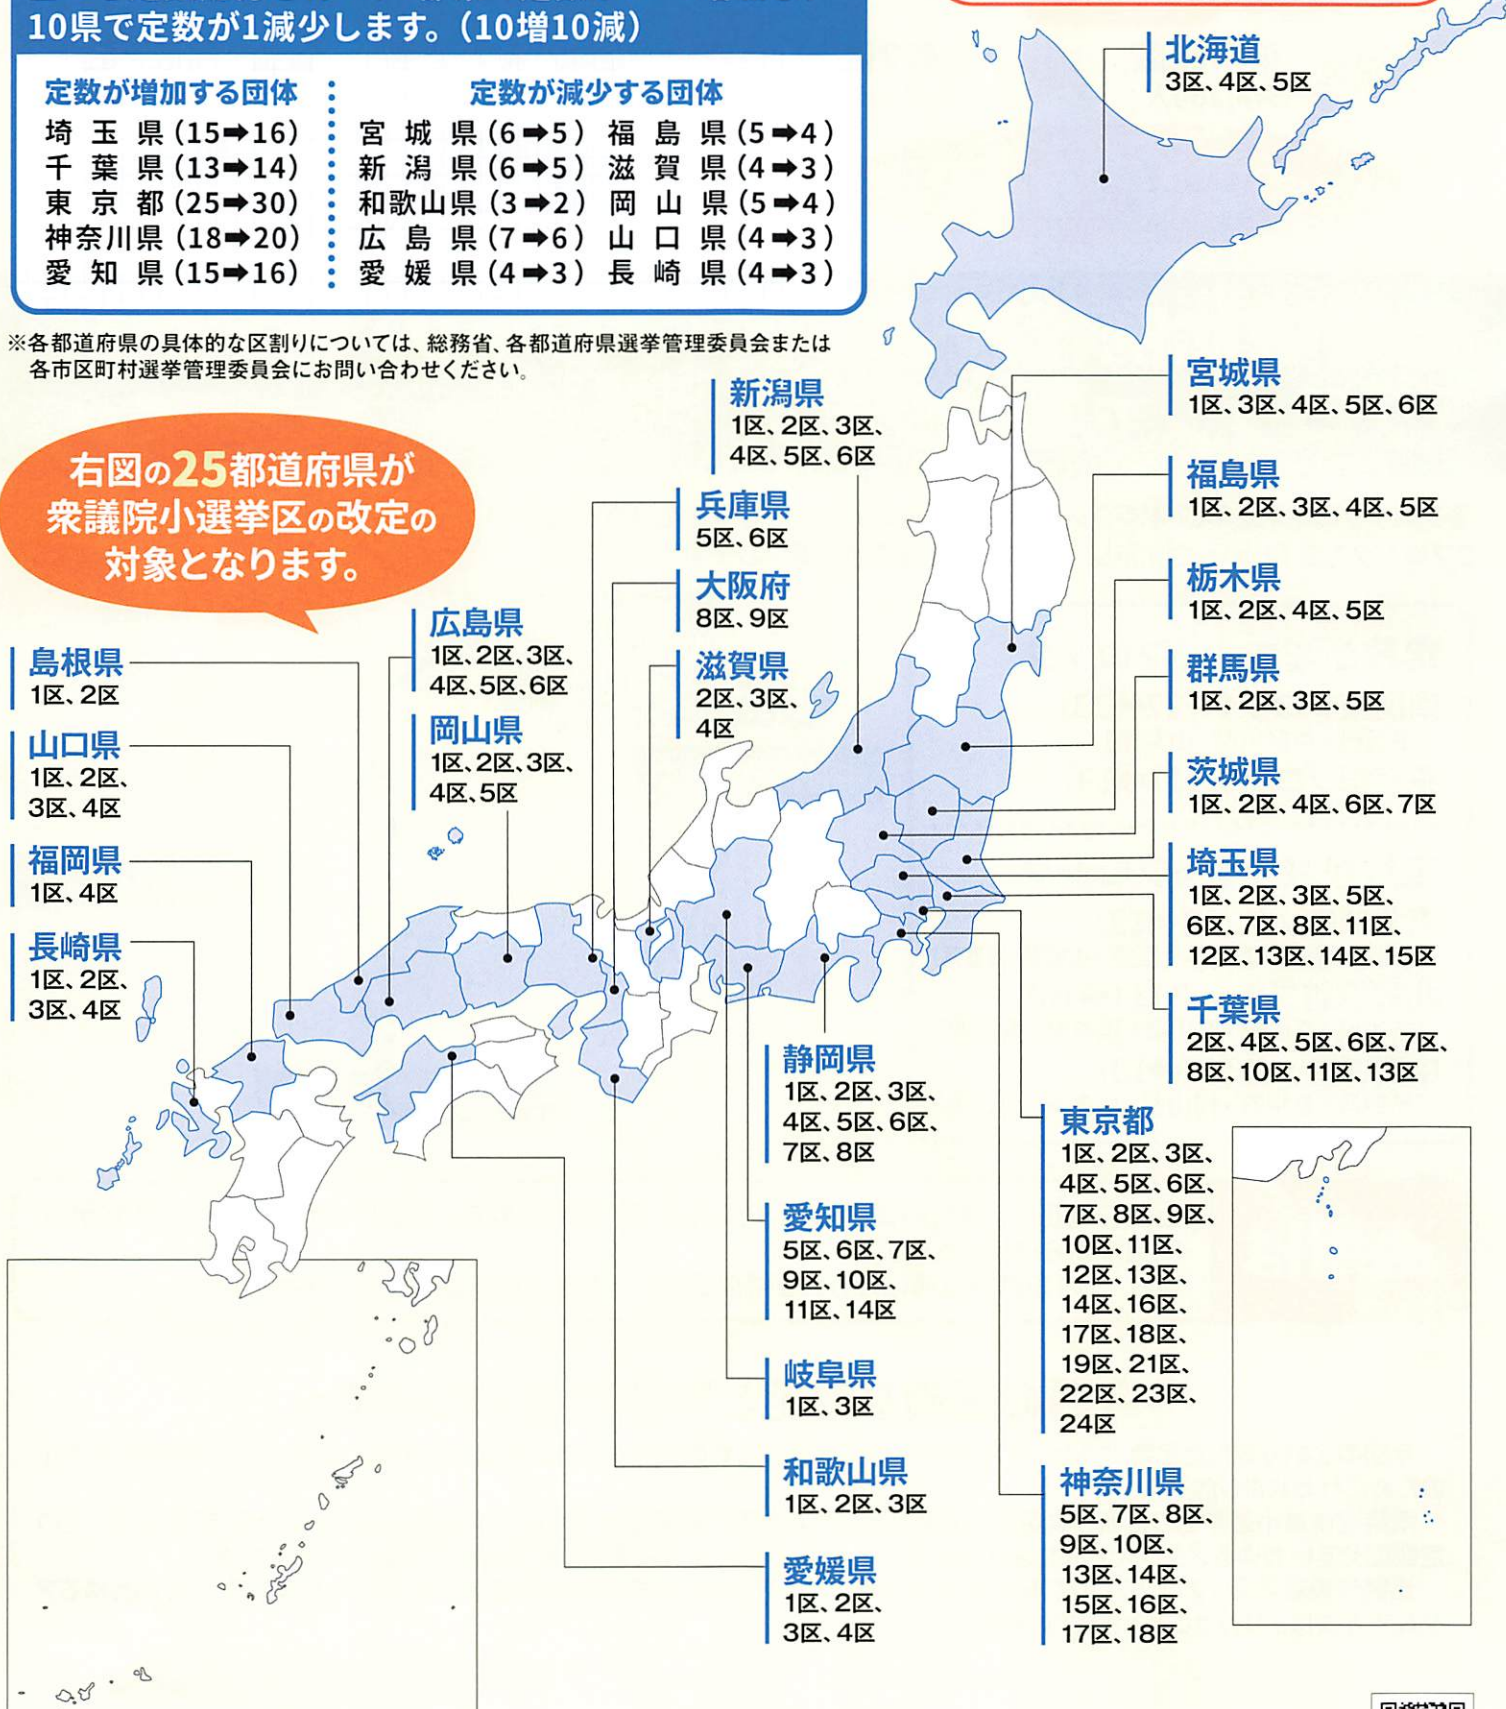 10県で定数が1減少します。(10増10減)
定数が増加する団体
埼玉県(15➡16)
千葉県(13➡14)
東京都(25➡30)
神奈川県(18➡20)
愛知県(15➡16)
定数が減少する団体
宮城県(6➡5) 福島県(5➡4)
新潟県(6➡5) 滋賀県(4➡3)
和歌山県(3➡2) 岡山県(5➡4)
広島県(7➡6) 山口県(4➡3)
愛媛県(4➡3) 長崎県(4➡3)
※各都道府県の具体的な区割りについては、総務省、各都道府県選挙管理委員会または
各市区町村選挙管理委員会にお問い合わせください。
右図の25都道府県が
衆議院小選挙区の改定の
対象となります。
北海道
3区、4区、5区
宮城県
1区、3区、4区、5区、6区
福島県
1区、2区、3区、4区、5区
栃木県
1区、2区、4区、5区
群馬県
1区、2区、3区、5区
茨城県
1区、2区、4区、6区、7区
埼玉県
1区、2区、3区、5区、
6区、7区、8区、11区、
12区、13区、14区、15区
千葉県
2区、4区、5区、6区、7区、
8区、10区、11区、13区
東京都
1区、2区、3区、
4区、5区、6区、
7区、8区、9区、
10区、11区、
12区、13区、
14区、16区、
17区、18区、
19区、21区、
22区、23区、
24区
神奈川県
5区、7区、8区、
9区、10区、
13区、14区、
15区、16区、
17区、18区
新潟県
1区、2区、3区、
4区、5区、6区
兵庫県
5区、6区
大阪府
8区、9区
滋賀県
2区、3区、
4区
広島県
1区、2区、3区、
4区、5区、6区
岡山県
1区、2区、3区、
4区、5区
島根県
1区、2区
山口県
1区、2区、
3区、4区
福岡県
1区、4区
長崎県
1区、2区、
3区、4区
静岡県
1区、2区、3区、
4区、5区、6区、
7区、8区
愛知県
5区、6区、7区、
9区、10区、
11区、14区
岐阜県
1区、3区
和歌山県
1区、2区、3区
愛媛県
1区、2区、
3区、4区